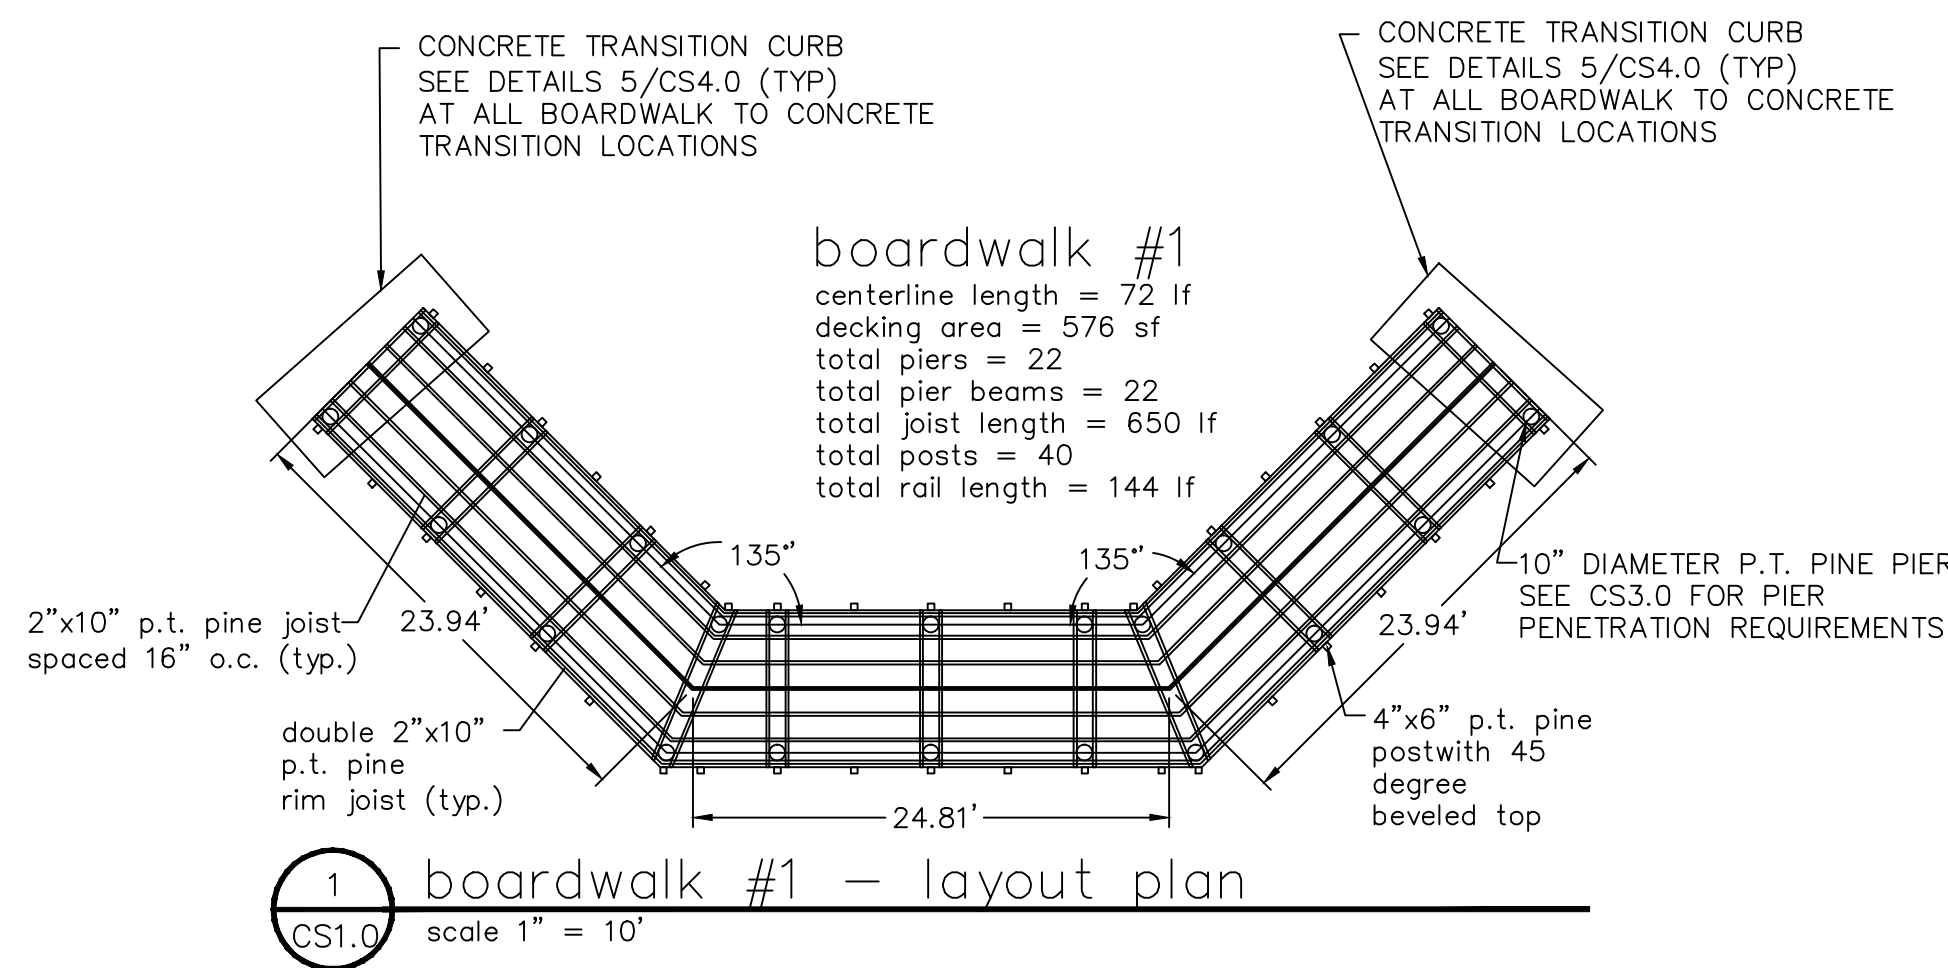 CONCRETE TRANSITION CURB
SEE DETAILS 5/CS4.0 (TYP)
AT ALL BOARDWALK TO CONCRETE
TRANSITION LOCATIONS
CONCRETE TRANSITION CURB
SEE DETAILS 5/CS4.0 (TYP)
AT ALL BOARDWALK TO CONCRETE
TRANSITION LOCATIONS
boardwalk #1
centerline length = 72 lf
decking area = 576 sf
total piers = 22
total pier beams = 22
total joist length = 650 lf
total posts = 40
total rail length = 144 lf
135°'
135°'
2"x10" p.t. pine joist
spaced 16" o.c. (typ.)
23.94'
double 2"x10"
p.t. pine
rim joist (typ.)
23.94'
10" DIAMETER P.T. PINE PIER
SEE CS3.0 FOR PIER
PENETRATION REQUIREMENTS
4"x6" p.t. pine
postwith 45
degree
beveled top
24.81'
1
CS1.0
boardwalk #1 – layout plan
scale 1" = 10'